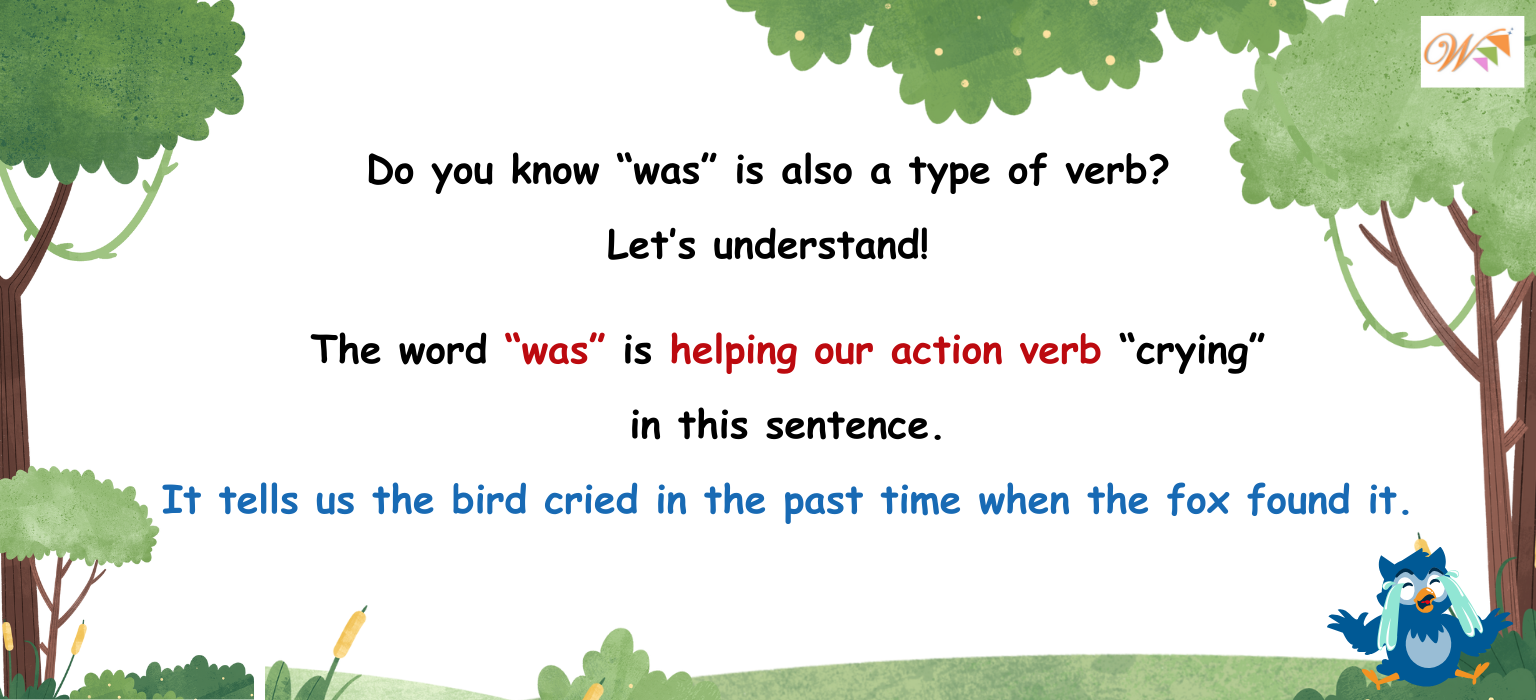 Do you know “was” is also a type of verb?
Let’s understand!
The word “was” is helping our action verb “crying”
in this sentence.
It tells us the bird cried in the past time when the fox found it.
W